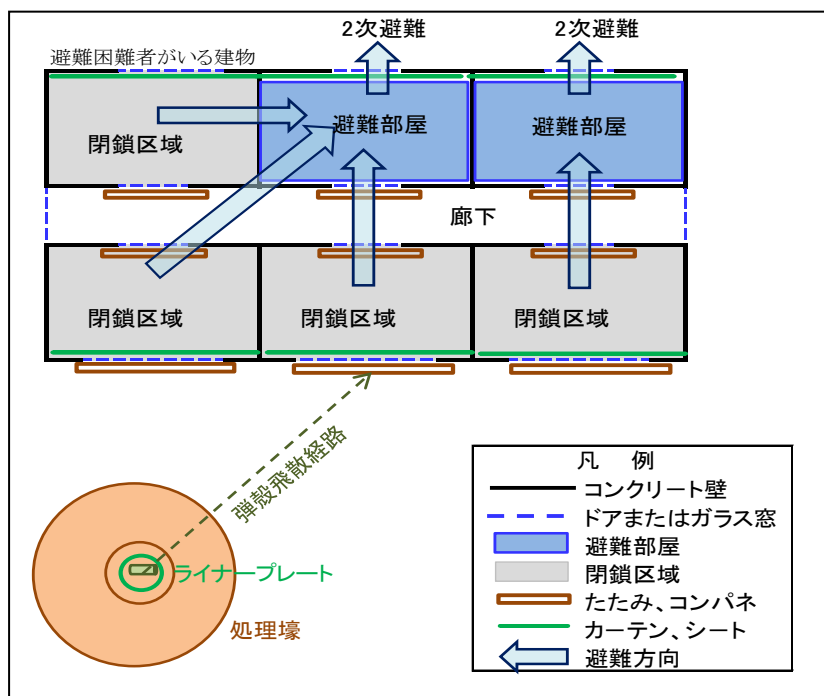 2次避難
2次避難
避難困難者がいる建物
閉鎖区域
避難部屋
避難部屋
廊下
閉鎖区域
閉鎖区域
閉鎖区域
弾殻飛散経路
ライナープレート
処理壕
凡 例
コンクリート壁
ドアまたはガラス窓
避難部屋
閉鎖区域
たたみ、コンパネ
カーテン、シート
避難方向